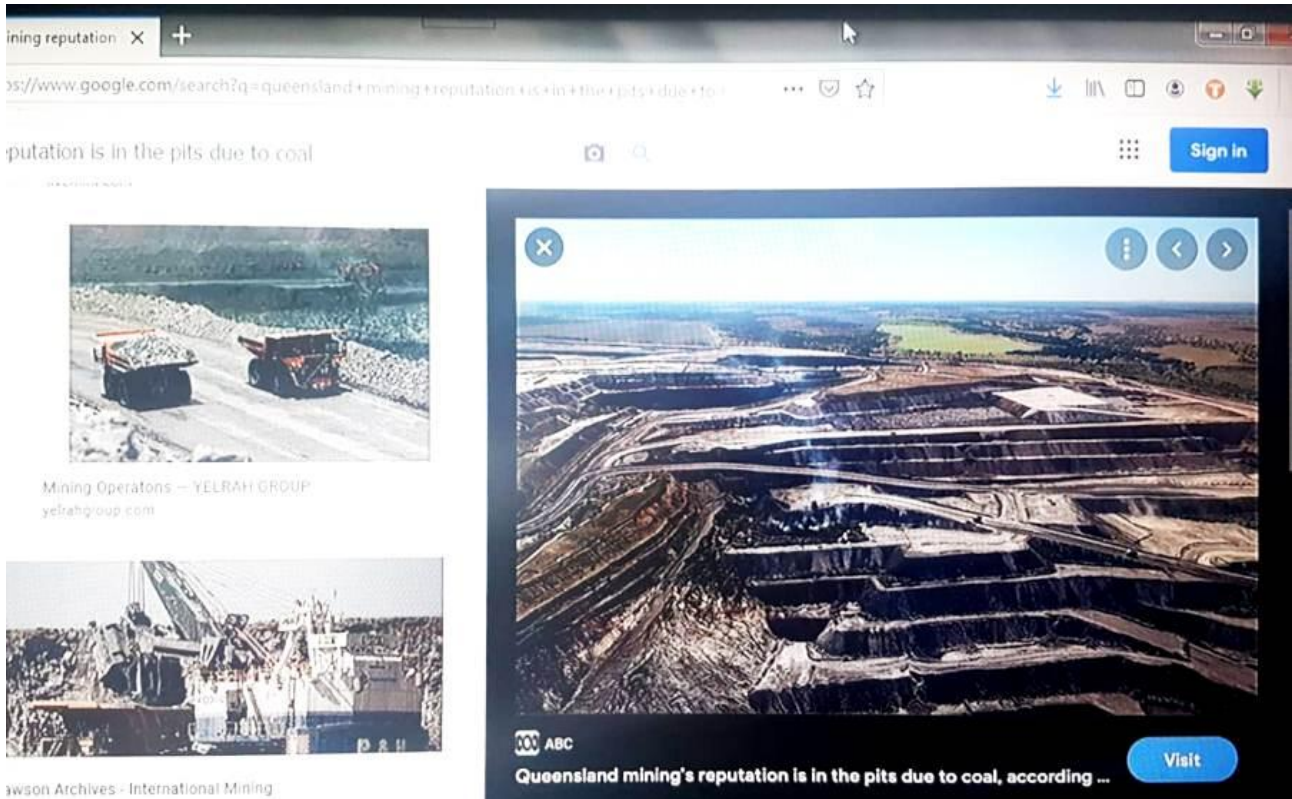 ining reputation
os://www.google.com/search?q=queensland+mining+reputation+is+in+the+pits+due+to+
eputation is in the pits due to coal
Sign in
Mining Operatons — YELRAH GROUP
yelrahgroup.com
P&H
awson Archives - International Mining
ABC
Queensland mining's reputation is in the pits due to coal, according ...
Visit